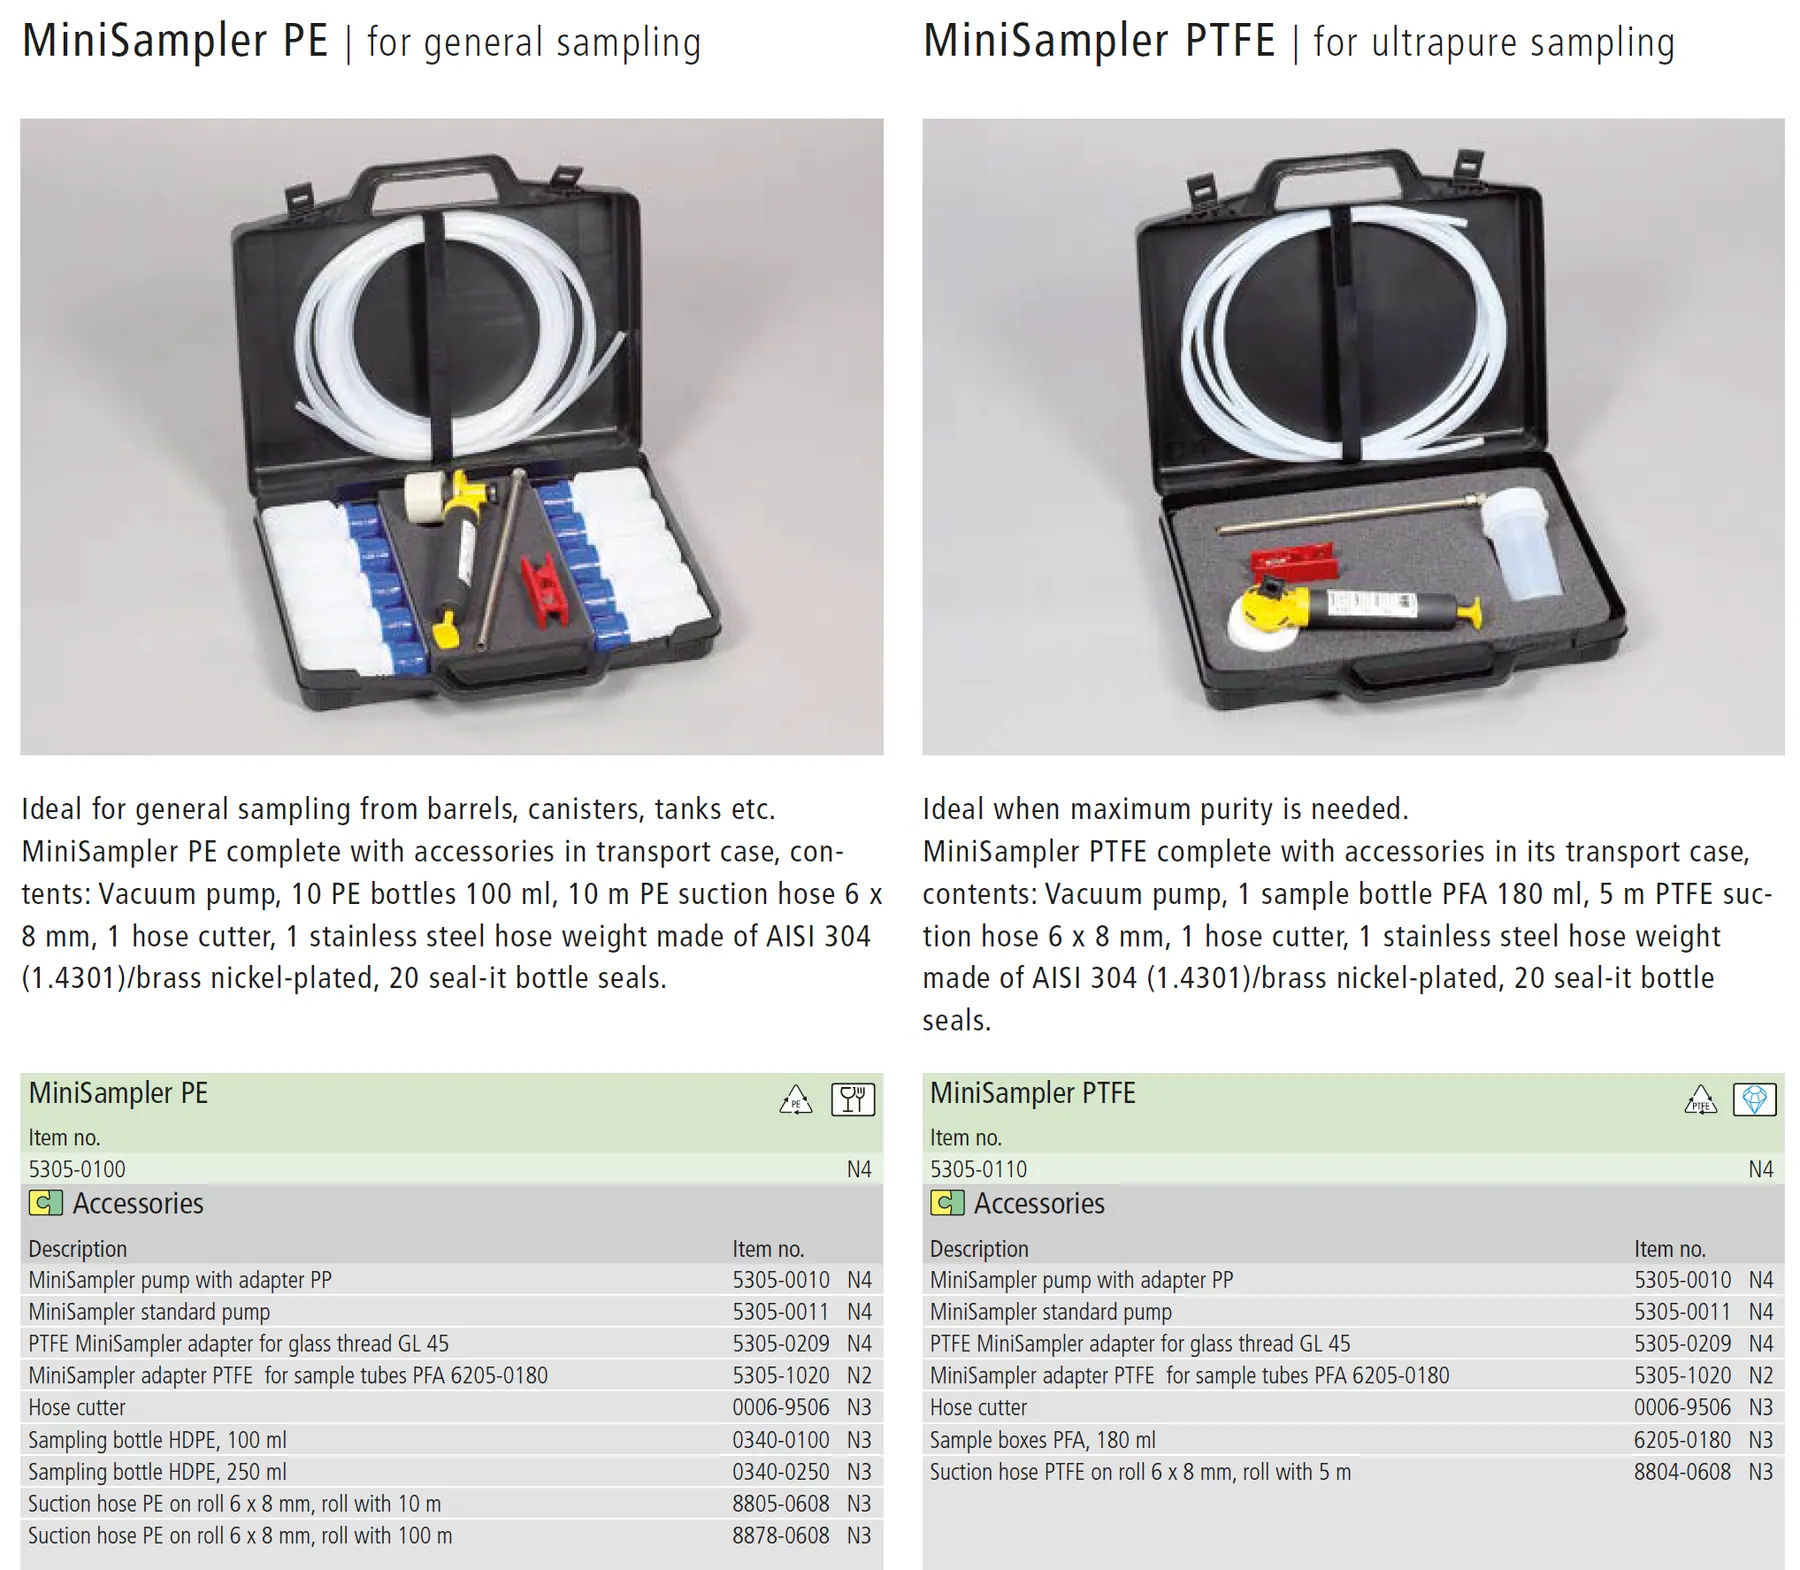 MiniSampler PE | for general sampling
Ideal for general sampling from barrels, canisters, tanks etc.
MiniSampler PE complete with accessories in transport case, con-
tents: Vacuum pump, 10 PE bottles 100 ml, 10 m PE suction hose 6 x
8 mm, 1 hose cutter, 1 stainless steel hose weight made of AISI 304
(1.4301)/brass nickel-plated, 20 seal-it bottle seals.
MiniSampler PE
PE
Item no.
5305-0100 N4
Accessories
Description Item no.
MiniSampler pump with adapter PP 5305-0010 N4
MiniSampler standard pump 5305-0011 N4
PTFE MiniSampler adapter for glass thread GL 45 5305-0209 N4
MiniSampler adapter PTFE for sample tubes PFA 6205-0180 5305-1020 N2
Hose cutter 0006-9506 N3
Sampling bottle HDPE, 100 ml 0340-0100 N3
Sampling bottle HDPE, 250 ml 0340-0250 N3
Suction hose PE on roll 6 x 8 mm, roll with 10 m 8805-0608 N3
Suction hose PE on roll 6 x 8 mm, roll with 100 m 8878-0608 N3
MiniSampler PTFE | for ultrapure sampling
Ideal when maximum purity is needed.
MiniSampler PTFE complete with accessories in its transport case,
contents: Vacuum pump, 1 sample bottle PFA 180 ml, 5 m PTFE suc-
tion hose 6 x 8 mm, 1 hose cutter, 1 stainless steel hose weight
made of AISI 304 (1.4301)/brass nickel-plated, 20 seal-it bottle
seals.
MiniSampler PTFE
PTFE
Item no.
5305-0110 N4
Accessories
Description Item no.
MiniSampler pump with adapter PP 5305-0010 N4
MiniSampler standard pump 5305-0011 N4
PTFE MiniSampler adapter for glass thread GL 45 5305-0209 N4
MiniSampler adapter PTFE for sample tubes PFA 6205-0180 5305-1020 N2
Hose cutter 0006-9506 N3
Sample boxes PFA, 180 ml 6205-0180 N3
Suction hose PTFE on roll 6 x 8 mm, roll with 5 m 8804-0608 N3